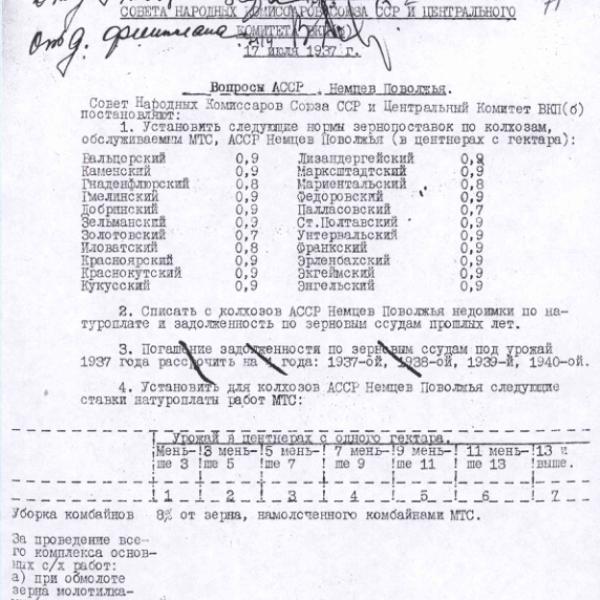 СОВЕТА НАРОДНЫХ КОМИССАРОВ СОЮЗА ССР И ЦЕНТРАЛЬНОГО
КОМИТЕТА
17 июля 1937 г.
Вопросы АССР Немцев Поволжья.
Совет Народных Комиссаров Союза ССР и Центральный Комитет ВКП(б)
постановляют:
1. Установить следующие нормы зернопоставок по колхозам,
обслуживаемым МТС, АССР Немцев Поволжья (в центнерах с гектара):
Вальцерский 0,9 Лизандергейский 0,9
Каменский 0,9 Марксштадтский 0,9
Гнаденфлюрский 0,8 Мариентальский 0,8
Гмелинский 0,9 Федоровский 0,9
Добринский 0,9 Палласовский 0,7
Зельманский 0,9 Ст.Полтавский 0,9
Золотовский 0,7 Унтервальский 0,9
Иловатский 0,8 Франкский 0,9
Красноярский 0,9 Эрленбахский 0,9
Краснокутский 0,9 Экгеймский 0,9
Кукусский 0,9 Энгельский 0,9
2. Списать с колхозов АССР Немцев Поволжья недоимки по на-
туроплате и задолженность по зерновым ссудам прошлых лет.
3. Погашение задолженности по зерновым ссудам под урожай
1937 года рассрочить на 4 года: 1937-ой, 1938-ой, 1939-й, 1940-ой.
4. Установить для колхозов АССР Немцев Поволжья следующие
ставки натуроплаты работ МТС:
Урожай в центнерах с одного гектара.
Мень-!3 мень-!5 мень-!7 мень-!9 мень-!11 мень-!13 и
ше 3 ! ше 5 ! ше 7 ! ше 9 ! ше 11 ! ше 13 ! выше.
1 ! 2 ! 3 ! 4 ! 5 ! 6 ! 7
Уборка комбайнов 8% от зерна, намолоченного комбайнами МТС.
За проведение все-
го комплекса основ-
ных с/х работ:
а) при обмолоте
зерна молотилка-